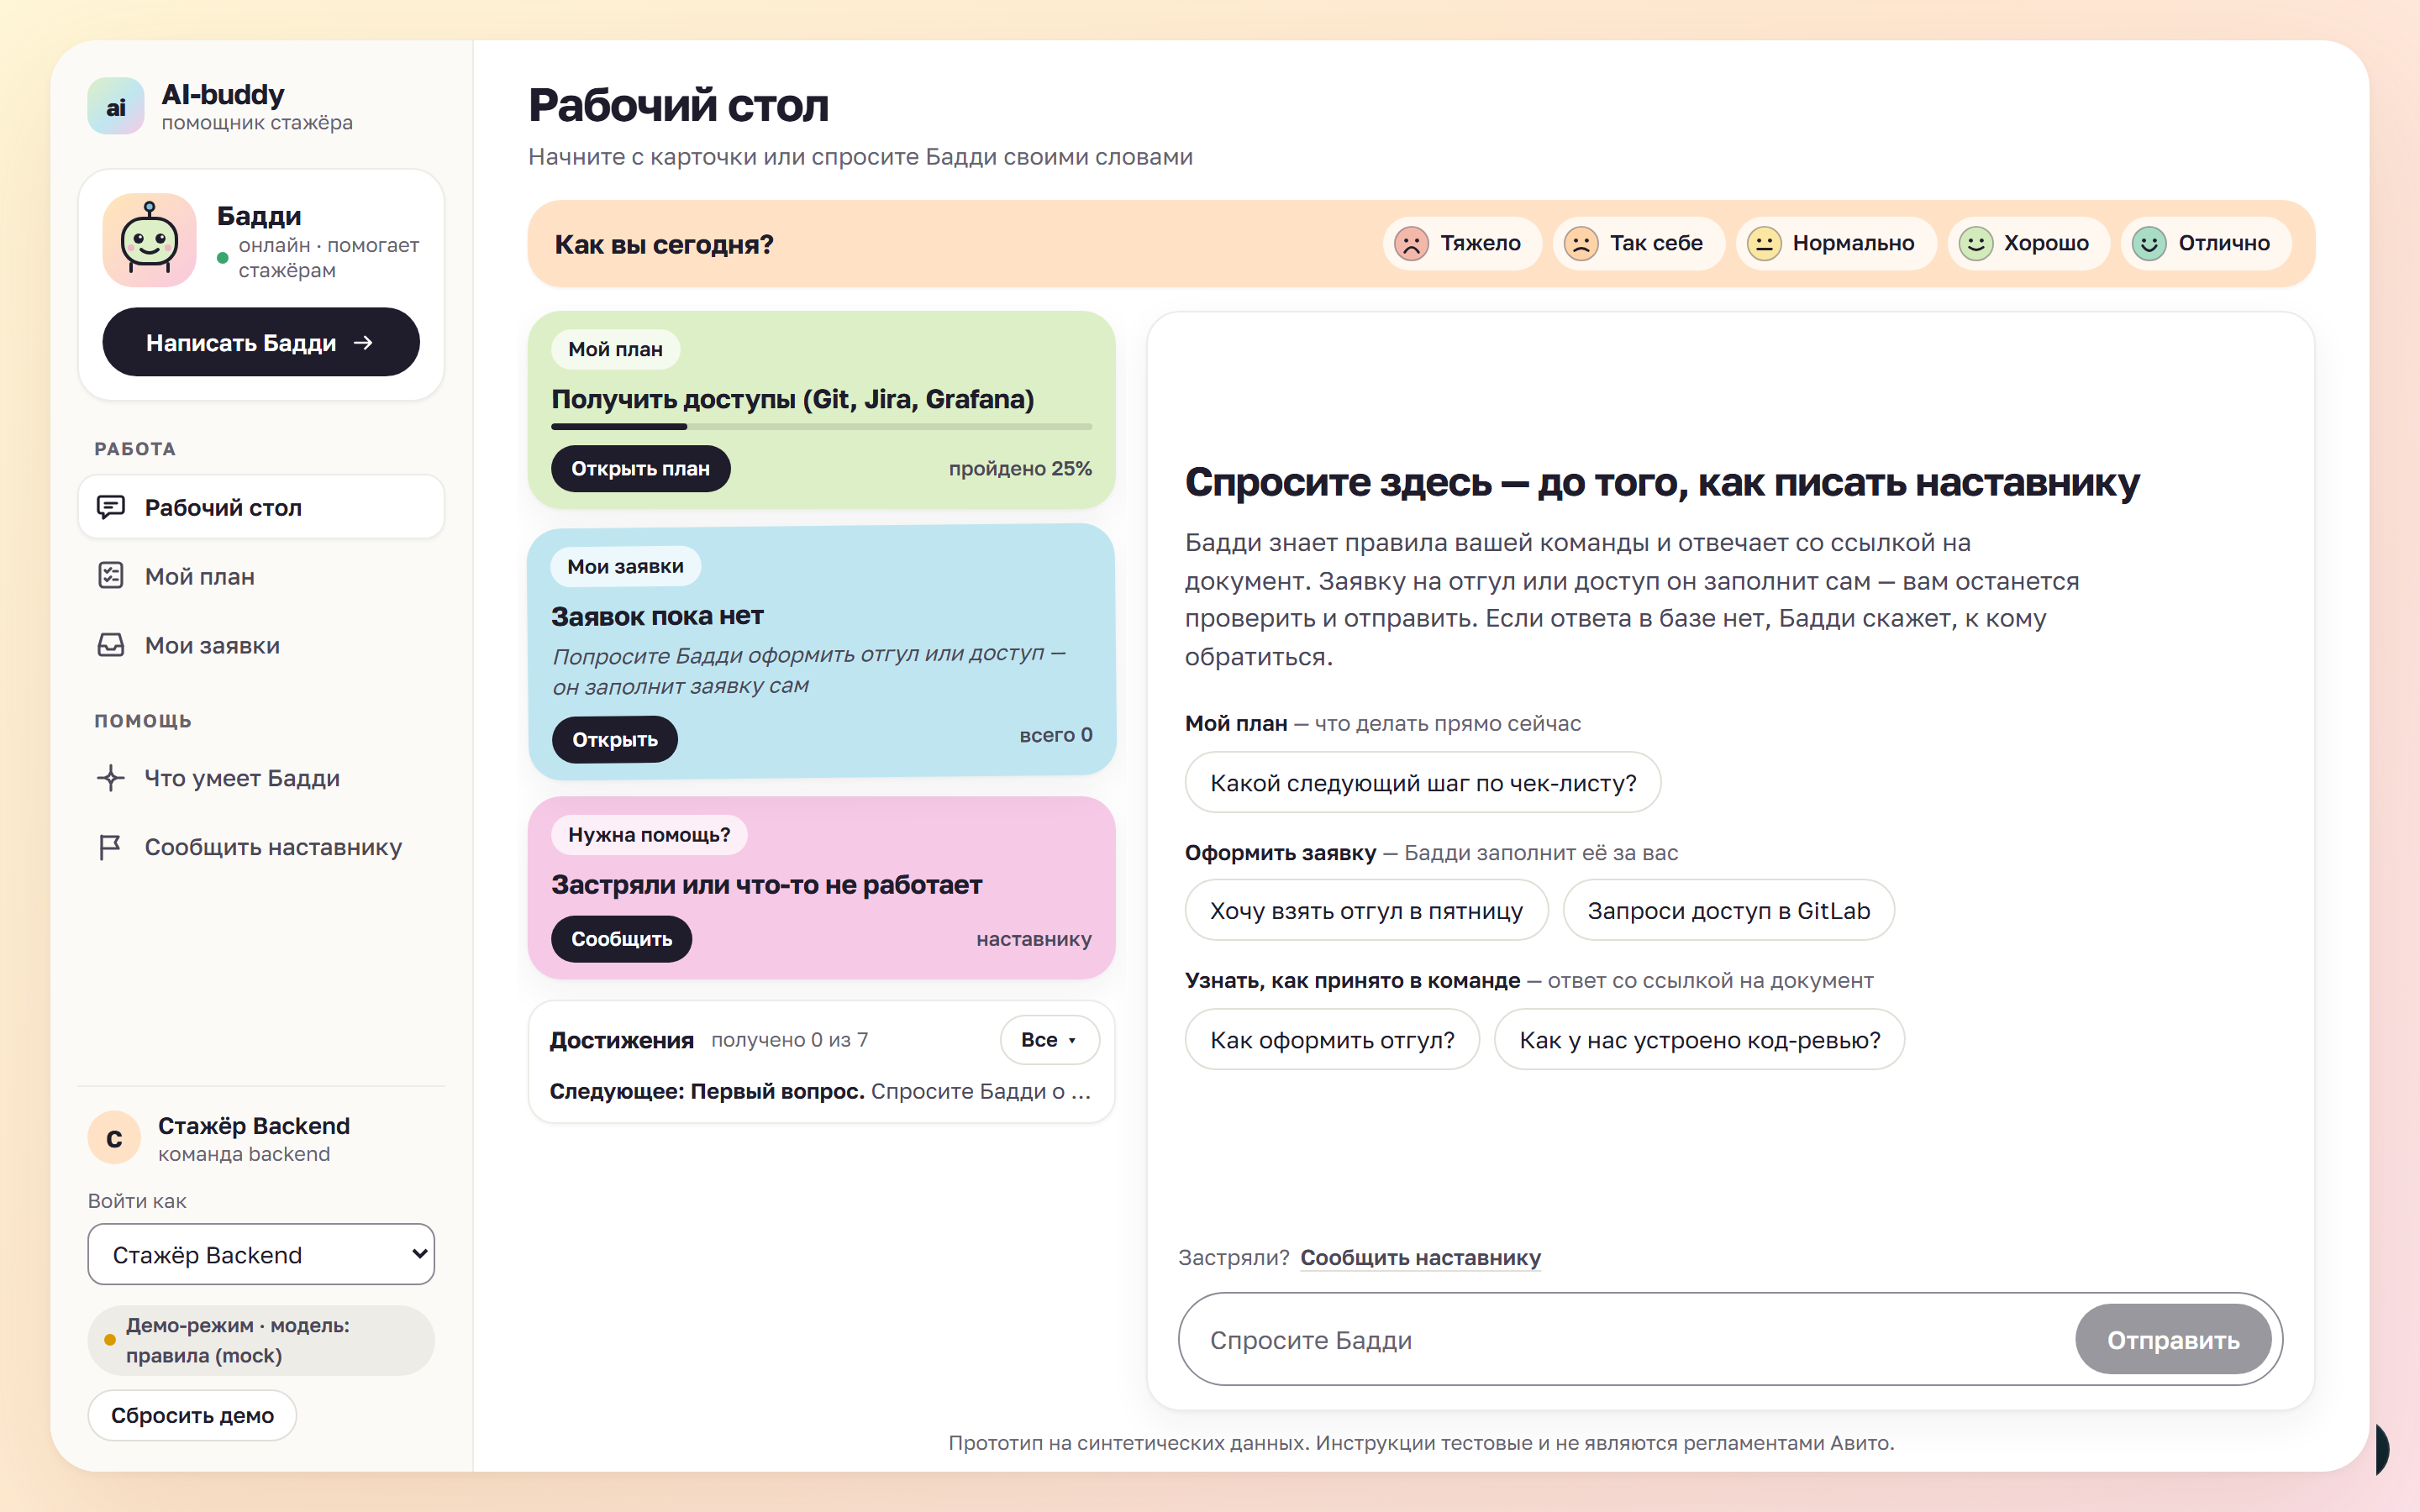 ai
AI-buddy
помощник стажёра
Бадди
онлайн · помогает
стажёрам
Написать Бадди →
РАБОТА
Рабочий стол
Мой план
Мои заявки
ПОМОЩЬ
Что умеет Бадди
Сообщить наставнику
С
Стажёр Backend
команда backend
Войти как
Стажёр Backend
Демо-режим · модель:
правила (mock)
Сбросить демо
Рабочий стол
Начните с карточки или спросите Бадди своими словами
Как вы сегодня?
Тяжело
Так себе
Нормально
Хорошо
Отлично
Мой план
Получить доступы (Git, Jira, Grafana)
Открыть план
пройдено 25%
Мои заявки
Заявок пока нет
Попросите Бадди оформить отгул или доступ —
он заполнит заявку сам
Открыть
всего 0
Нужна помощь?
Застряли или что-то не работает
Сообщить
наставнику
Достижения получено 0 из 7
Все
Следующее: Первый вопрос. Спросите Бадди о ...
Спросите здесь — до того, как писать наставнику
Бадди знает правила вашей команды и отвечает со ссылкой на
документ. Заявку на отгул или доступ он заполнит сам — вам останется
проверить и отправить. Если ответа в базе нет, Бадди скажет, к кому
обратиться.
Мой план — что делать прямо сейчас
Какой следующий шаг по чек-листу?
Оформить заявку — Бадди заполнит её за вас
Хочу взять отгул в пятницу
Запроси доступ в GitLab
Узнать, как принято в команде — ответ со ссылкой на документ
Как оформить отгул?
Как у нас устроено код-ревью?
Застряли? Сообщить наставнику
Спросите Бадди
Отправить
Прототип на синтетических данных. Инструкции тестовые и не являются регламентами Авито.